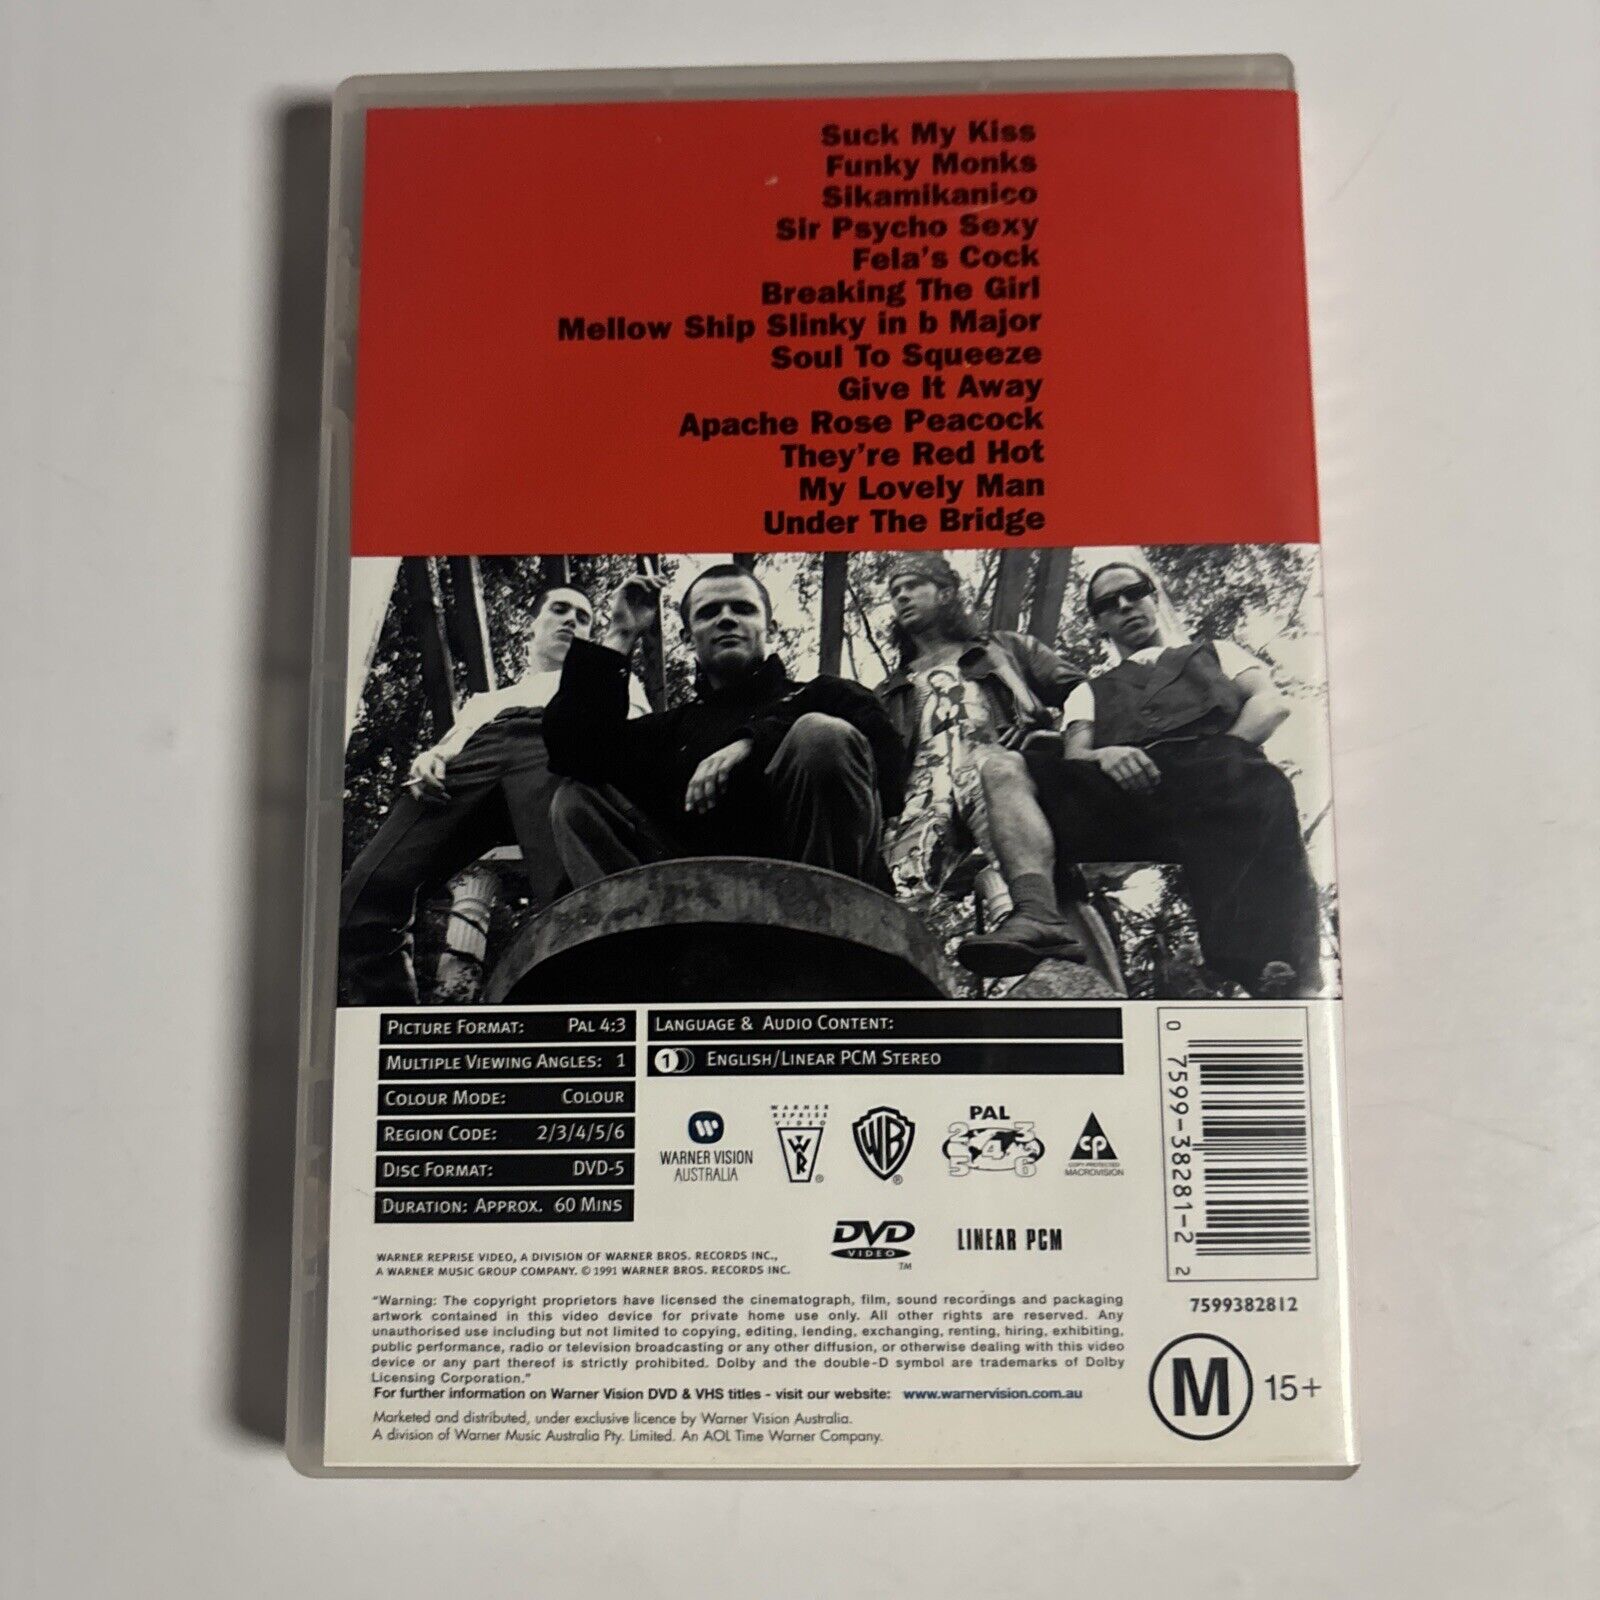 Suck My Kiss
Funky Monks
Sikamikanico
Sir Psycho Sexy
Fela's Cock
Breaking The Girl
Mellow Ship Slinky in b Major
Soul To Squeeze
Give It Away
Apache Rose Peacock
They're Red Hot
My Lovely Man
Under The Bridge
PICTURE FORMAT: PAL 4:3
MULTIPLE VIEWING ANGLES: 1
COLOUR MODE: COLOUR
REGION CODE: 2/3/4/5/6
DISC FORMAT: DVD-5
DURATION: APPROX. 60 MINS
LANGUAGE & AUDIO CONTENT:
1 ENGLISH/LINEAR PCM STEREO
WARNER VISION
AUSTRALIA
WARNER
REPRISE
VIDEO
WR ®
WB ®
PAL
2 3
4
5 6
CP
COPY PROTECTED
MACROVISION
DVD
VIDEO
TM
LINEAR PCM
0 7599-38281-2 2
7599382812
WARNER REPRISE VIDEO, A DIVISION OF WARNER BROS. RECORDS INC.,
A WARNER MUSIC GROUP COMPANY. © 1991 WARNER BROS. RECORDS INC.
"Warning: The copyright proprietors have licensed the cinematograph, film, sound recordings and packaging
artwork contained in this video device for private home use only. All other rights are reserved. Any
unauthorised use including but not limited to copying, editing, lending, exchanging, renting, hiring, exhibiting,
public performance, radio or television broadcasting or any other diffusion, or otherwise dealing with this video
device or any part thereof is strictly prohibited. Dolby and the double-D symbol are trademarks of Dolby
Licensing Corporation."
For further information on Warner Vision DVD & VHS titles - visit our website: www.warnervision.com.au
Marketed and distributed, under exclusive licence by Warner Vision Australia.
A division of Warner Music Australia Pty. Limited. An AOL Time Warner Company.
M 15+